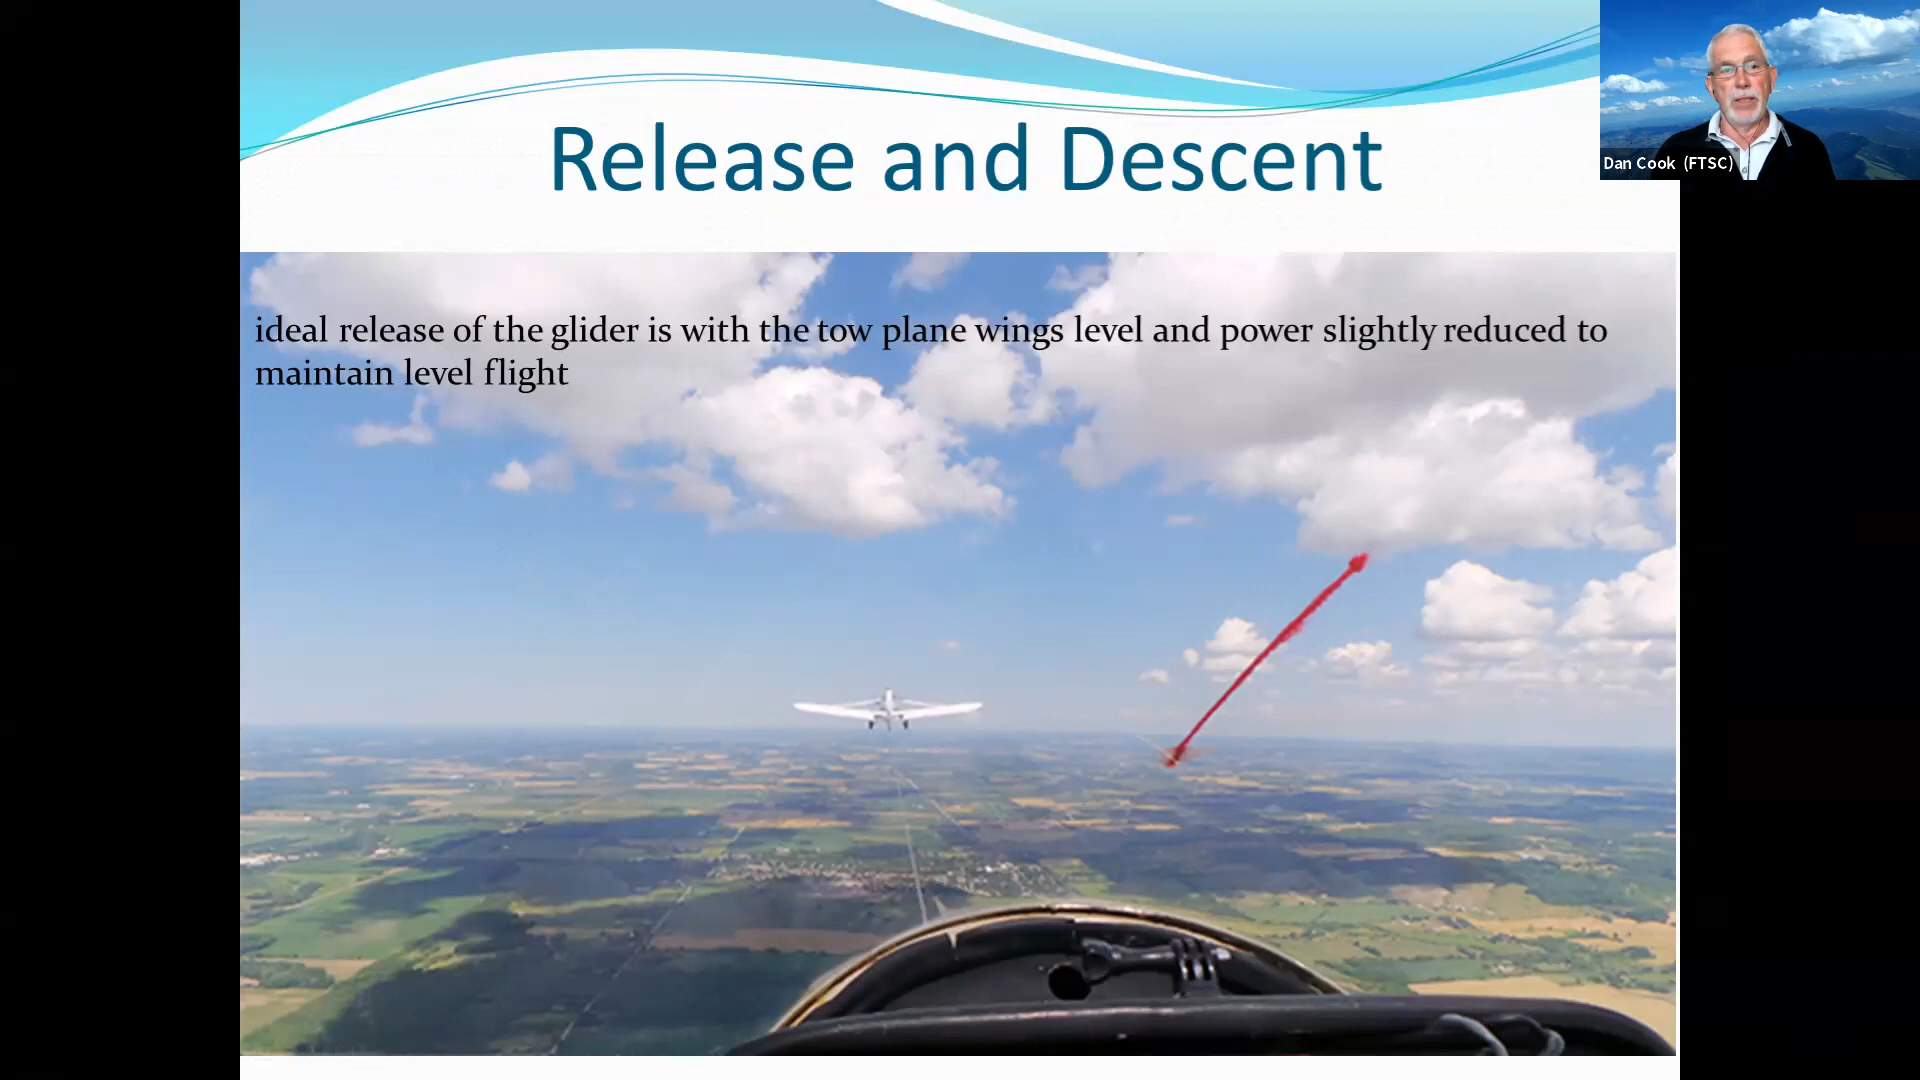 Release and Descent
Dan Cook (FTSC)
ideal release of the glider is with the tow plane wings level and power slightly reduced to
maintain level flight